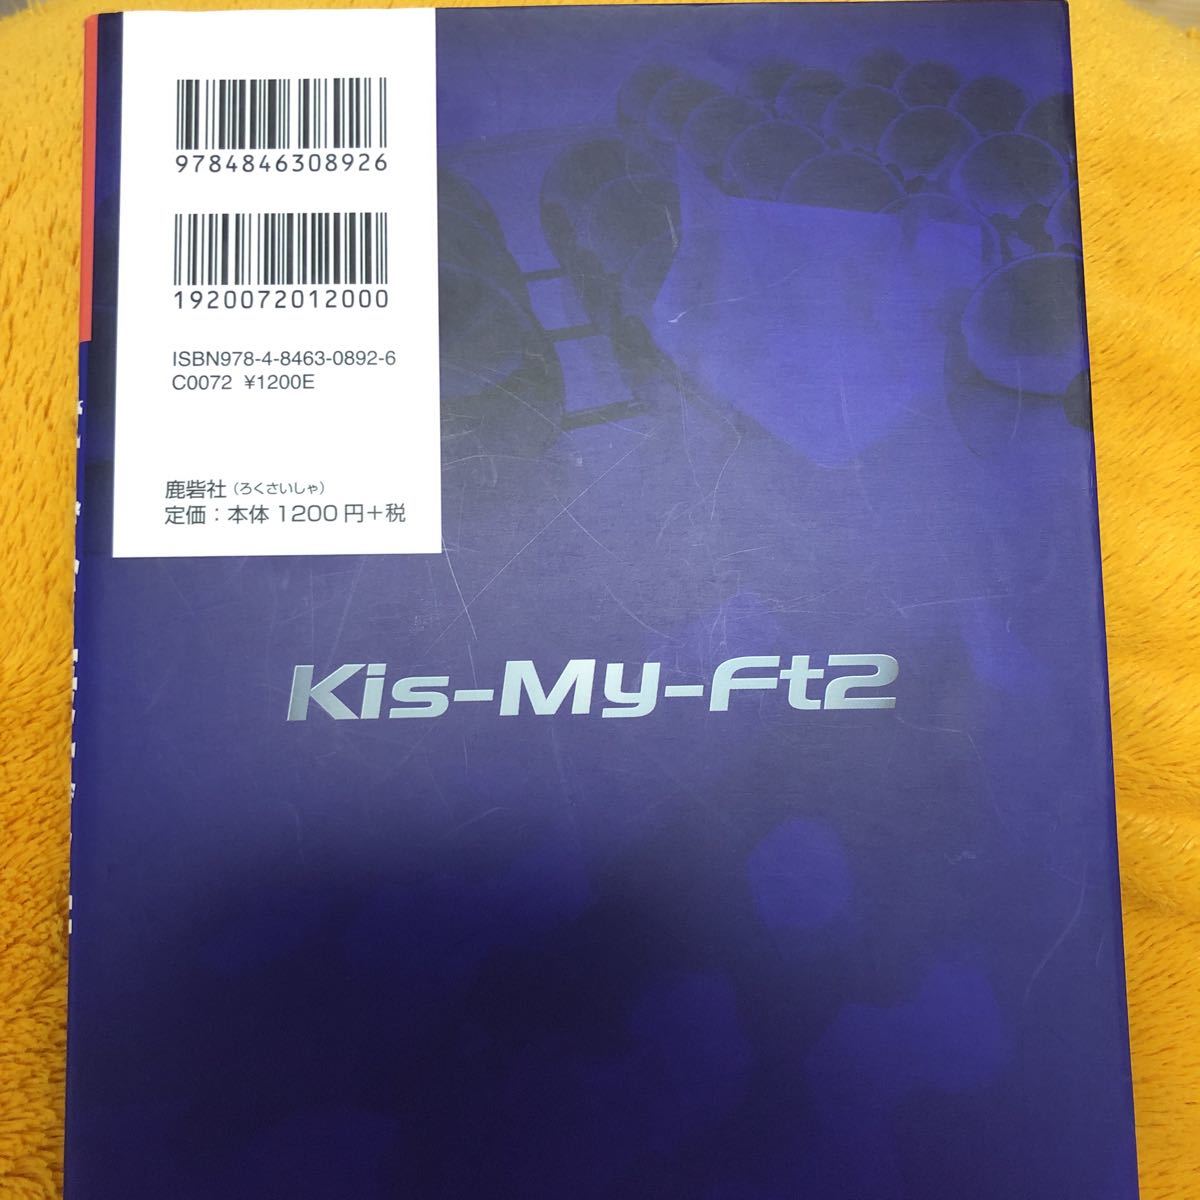 9784846308926
1920072012000
ISBN978-4-8463-0892-6
C0072 ¥1200E
鹿砦社(ろくさいしゃ)
定価:本体1200円+税
Kis-My-Ft2